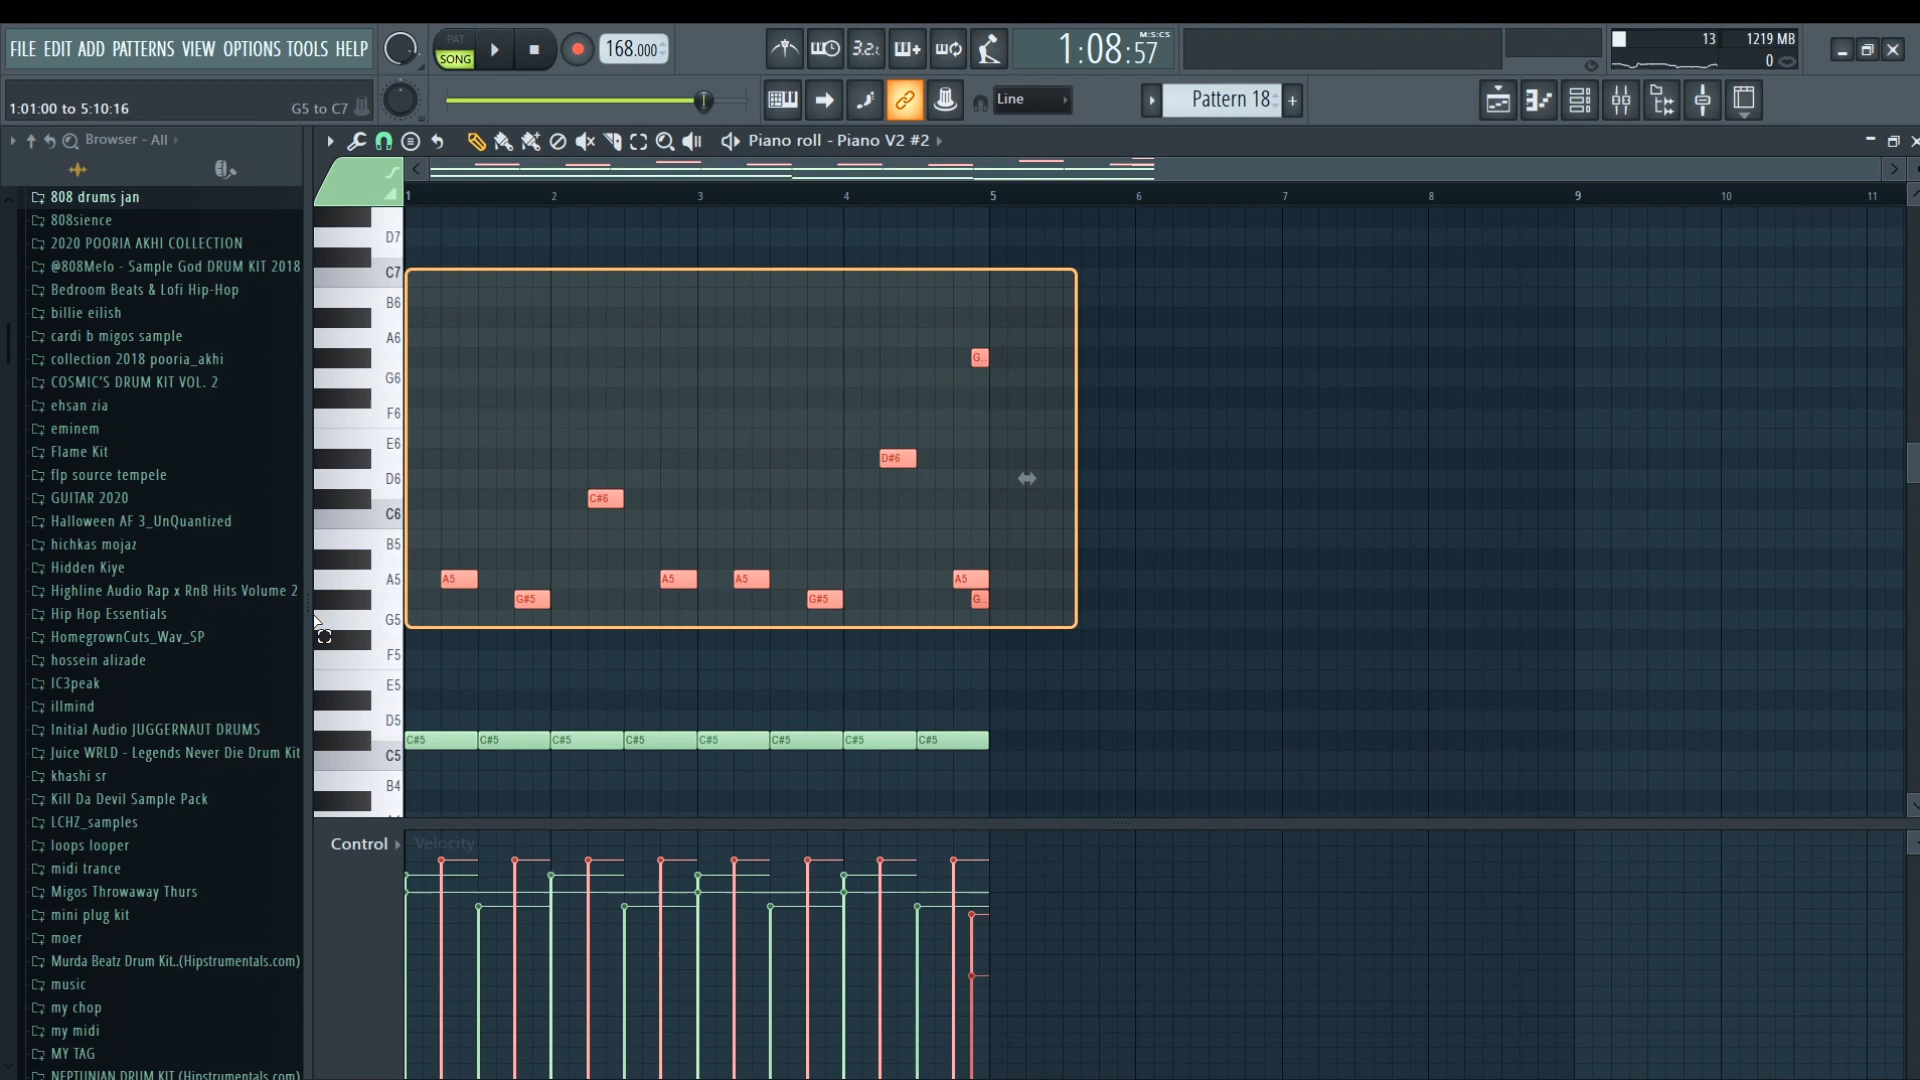 FILE EDIT ADD PATTERNS VIEW OPTIONS TOOLS HELP
PAT
SONG
168.000
3.2
1:08:57
M:S:CS
13
1219 MB
0
1:01:00 to 5:10:16
G5 to C7
Line
Pattern 18
Browser - All
Piano roll - Piano V2 #2
808 drums jan
808sience
2020 POORIA AKHI COLLECTION
@808Melo - Sample God DRUM KIT 2018
Bedroom Beats & Lofi Hip-Hop
billie eilish
cardi b migos sample
collection 2018 pooria_akhi
COSMIC'S DRUM KIT VOL. 2
ehsan zia
eminem
Flame Kit
flp source tempele
GUITAR 2020
Halloween AF 3_UnQuantized
hichkas mojaz
Hidden Kiye
Highline Audio Rap x RnB Hits Volume 2
Hip Hop Essentials
HomegrownCuts_Wav_SP
hossein alizade
IC3peak
illmind
Initial Audio JUGGERNAUT DRUMS
Juice WRLD - Legends Never Die Drum Kit
khashi sr
Kill Da Devil Sample Pack
LCHZ_samples
loops looper
midi trance
Migos Throwaway Thurs
mini plug kit
moer
Murda Beatz Drum Kit..(Hipstrumentals.com)
music
my chop
my midi
MY TAG
NEPTUNIAN DRUM KIT (Hipstrumentals.com)
1 2 3 4 5 6 7 8 9 10 11
D7
C7
B6
A6
G6
F6
E6
D6
C6
B5
A5
G5
F5
E5
D5
C5
B4
G..
D#6
C#6
A5 A5 A5 A5
G#5 G#5 G..
C#5 C#5 C#5 C#5 C#5 C#5 C#5 C#5
Control
Velocity